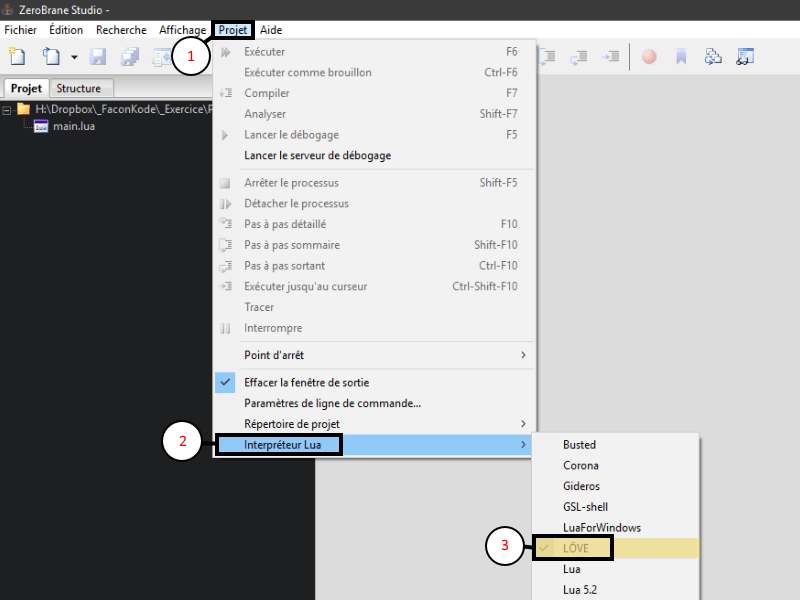 ZeroBrane Studio -
Fichier Édition Recherche Affichage Projet Aide
1
Projet Structure
H:\Dropbox\_FaconKode\_Exercice\P
main.lua
Exécuter F6
Exécuter comme brouillon Ctrl-F6
Compiler F7
Analyser Shift-F7
Lancer le débogage F5
Lancer le serveur de débogage
Arrêter le processus Shift-F5
Détacher le processus
Pas à pas détaillé F10
Pas à pas sommaire Shift-F10
Pas à pas sortant Ctrl-F10
Exécuter jusqu'au curseur Ctrl-Shift-F10
Tracer
Interrompre
Point d'arrêt
Effacer la fenêtre de sortie
Paramètres de ligne de commande...
Répertoire de projet
2
Interpréteur Lua
Busted
Corona
Gideros
GSL-shell
LuaForWindows
3
LÖVE
Lua
Lua 5.2